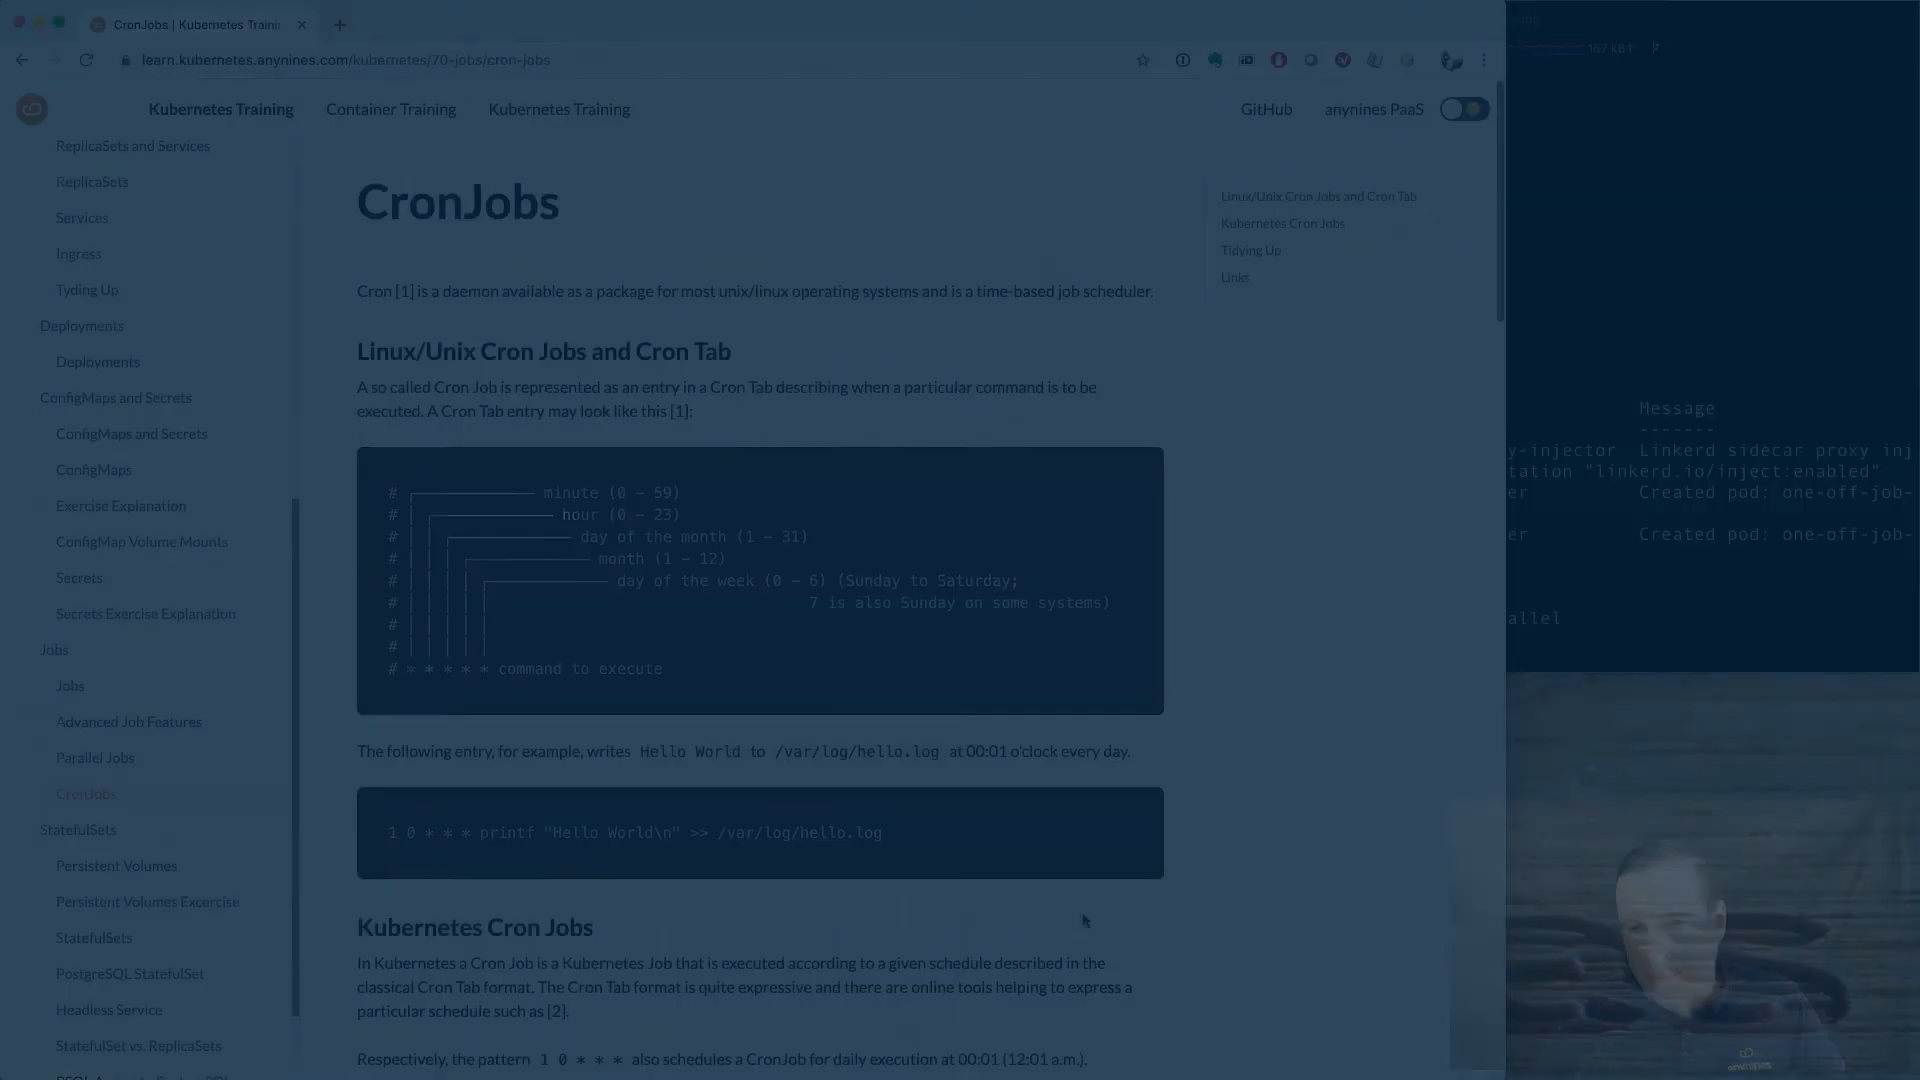 CronJobs | Kubernetes Traini
learn.kubernetes.anynines.com/kubernetes/70-jobs/cron-jobs
167 kB↑
Kubernetes Training
Container Training
Kubernetes Training
GitHub
anynines PaaS
ReplicaSets and Services
ReplicaSets
Services
Ingress
Tyding Up
Deployments
Deployments
ConfigMaps and Secrets
ConfigMaps and Secrets
ConfigMaps
Exercise Explanation
ConfigMap Volume Mounts
Secrets
Secrets Exercise Explanation
Jobs
Jobs
Advanced Job Features
Parallel Jobs
CronJobs
StatefulSets
Persistent Volumes
Persistent Volumes Excercise
StatefulSets
PostgreSQL StatefulSet
Headless Service
StatefulSet vs. ReplicaSets
CronJobs
Cron [1] is a daemon available as a package for most unix/linux operating systems and is a time-based job scheduler.
Linux/Unix Cron Jobs and Cron Tab
A so called Cron Job is represented as an entry in a Cron Tab describing when a particular command is to be
executed. A Cron Tab entry may look like this [1]:
# ┌───────────── minute (0 - 59)
# │ ┌───────────── hour (0 - 23)
# │ │ ┌───────────── day of the month (1 - 31)
# │ │ │ ┌───────────── month (1 - 12)
# │ │ │ │ ┌───────────── day of the week (0 - 6) (Sunday to Saturday;
# │ │ │ │ │ 7 is also Sunday on some systems)
# │ │ │ │ │
# │ │ │ │ │
# * * * * * command to execute
The following entry, for example, writes Hello World to /var/log/hello.log at 00:01 o'clock every day.
1 0 * * * printf "Hello World\n" >> /var/log/hello.log
Kubernetes Cron Jobs
In Kubernetes a Cron Job is a Kubernetes Job that is executed according to a given schedule described in the
classical Cron Tab format. The Cron Tab format is quite expressive and there are online tools helping to express a
particular schedule such as [2].
Respectively, the pattern 1 0 * * * also schedules a CronJob for daily execution at 00:01 (12:01 a.m.).
Linux/Unix Cron Jobs and Cron Tab
Kubernetes Cron Jobs
Tidying Up
Links
Message
-------
y-injector Linkerd sidecar proxy inj
tation "linkerd.io/inject:enabled"
er Created pod: one-off-job-
er Created pod: one-off-job-
allel